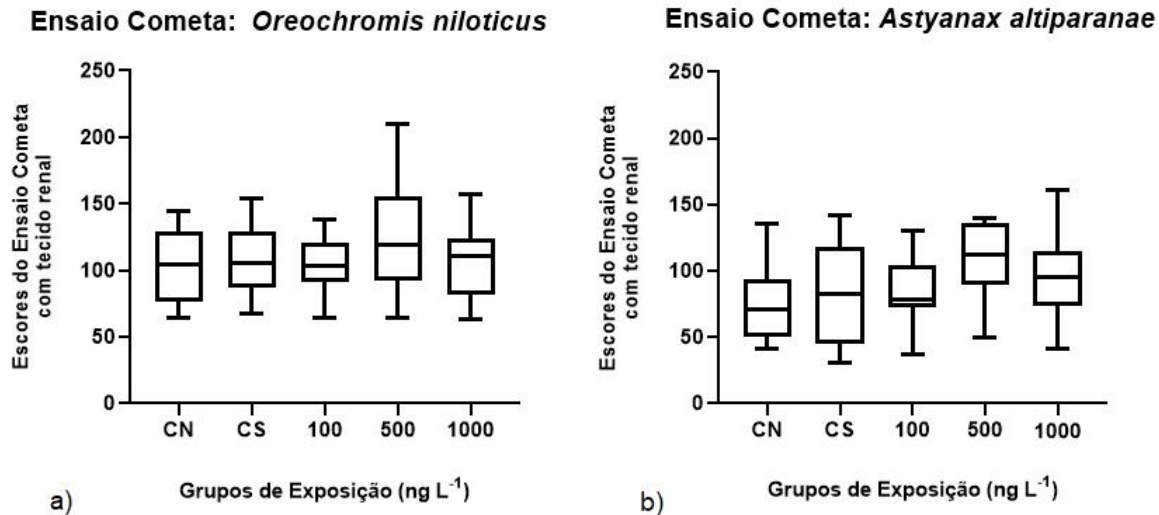 Ensaio Cometa: Oreochromis niloticus
250
200
150
100
50
0
Escores do Ensaio Cometa
com tecido renal
CN CS 100 500 1000
Grupos de Exposição (ng L⁻¹)
a)
Ensaio Cometa: Astyanax altiparanae
250
200
150
100
50
0
Escores do Ensaio Cometa
com tecido renal
CN CS 100 500 1000
Grupos de Exposição (ng L⁻¹)
b)